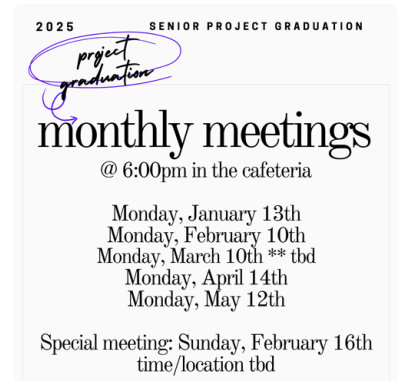 2025 SENIOR PROJECT GRADUATION
project
graduation
monthly meetings
@ 6:00pm in the cafeteria
Monday, January 13th
Monday, February 10th
Monday, March 10th ** tbd
Monday, April 14th
Monday, May 12th
Special meeting: Sunday, February 16th
time/location tbd